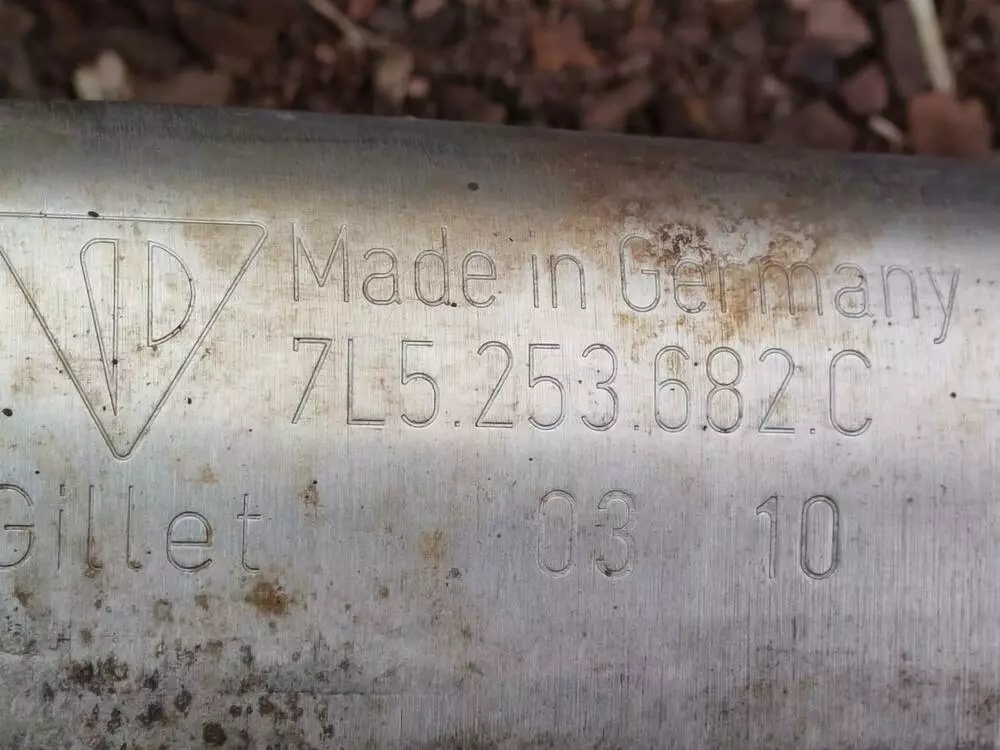 Made in Germany
7L5.253.682.C
Gillet 03 10